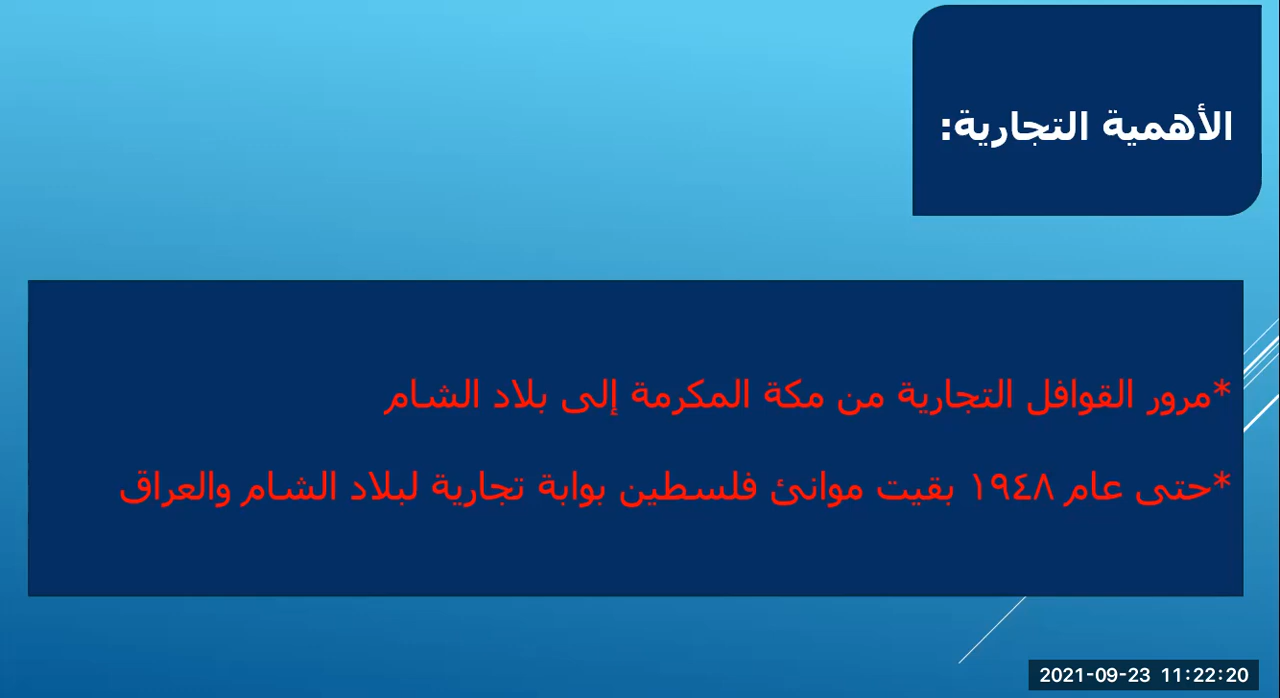 الأهمية التجارية:
*مرور القوافل التجارية من مكة المكرمة إلى بلاد الشام
*حتى عام ١٩٤٨ بقيت موانئ فلسطين بوابة تجارية لبلاد الشام والعراق
2021-09-23 11:22:20